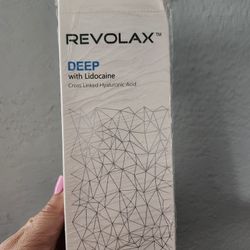 REVOLAX™
DEEP
with Lidocaine
Cross Linked Hyaluronic Acid